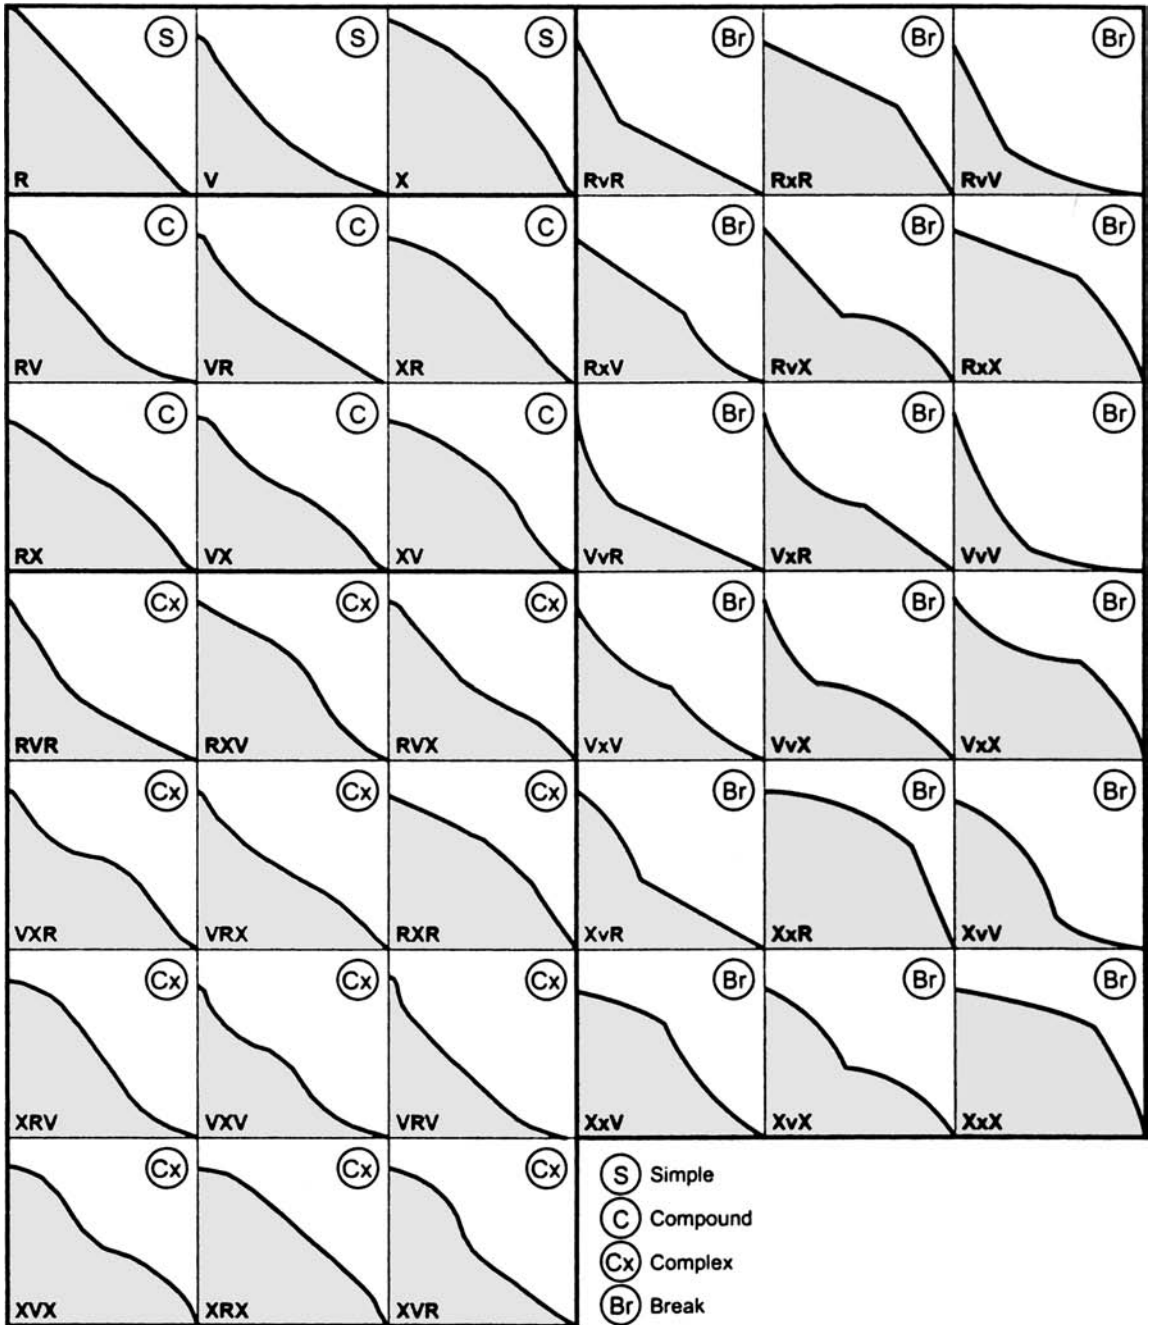 S S S Br Br Br
R V X RvR RxR RvV
C C C Br Br Br
RV VR XR RxV RvX RxX
C C C Br Br Br
RX VX XV VvR VxR VvV
Cx Cx Cx Br Br Br
RVR RXV RVX VxV VvX VxX
Cx Cx Cx Br Br Br
VXR VRX RXR XvR XxR XvV
Cx Cx Cx Br Br Br
XRV VXV VRV XxV XvX XxX
Cx Cx Cx
XVX XRX XVR
S Simple
C Compound
Cx Complex
Br Break